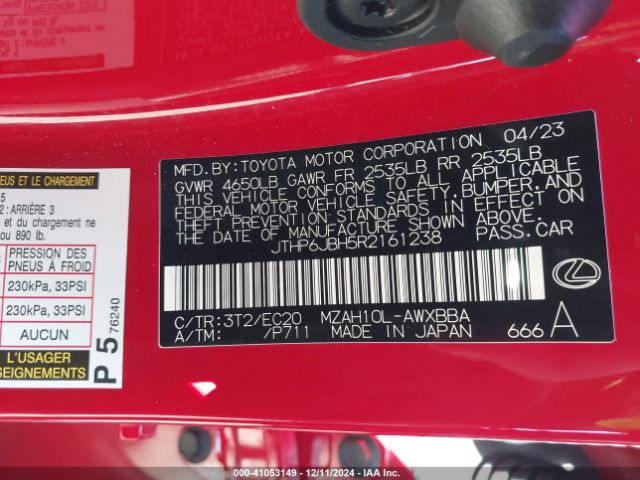 MFD. BY: TOYOTA MOTOR CORPORATION 04/23
GVWR 4650LB GAWR FR 2535LB RR 2535LB
THIS VEHICLE CONFORMS TO ALL APPLICABLE
FEDERAL MOTOR VEHICLE SAFETY, BUMPER, AND
THEFT PREVENTION STANDARDS IN EFFECT ON
THE DATE OF MANUFACTURE SHOWN ABOVE.
JTHP6JBH5R2161238
C/TR: 3T2/EC20 MZAH10L-AWXBBA
A/TM: /P711 MADE IN JAPAN 666 A
EUS ET LE CHARGEMENT
5
2 : ARRIÈRE 3
et du chargement ne
ou 890 lb.
PRESSION DES
PNEUS À FROID
230kPa, 33PSI
230kPa, 33PSI
AUCUN
L'USAGER
SEIGNEMENTS
P 5 76240
000-41053149 - 12/11/2024 - IAA Inc.